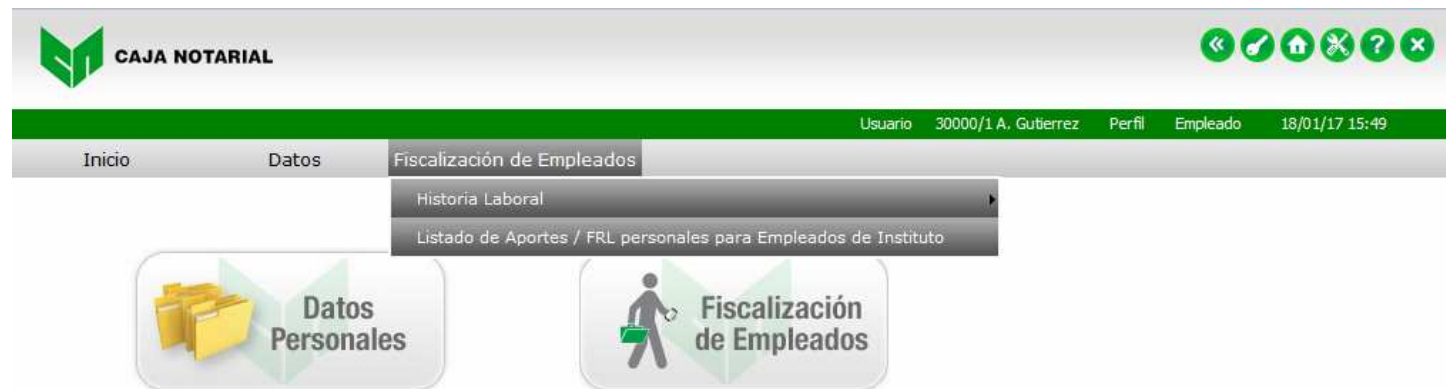 CAJA NOTARIAL
Usuario 30000/1 A. Gutierrez Perfil Empleado 18/01/17 15:49
Inicio Datos Fiscalización de Empleados
Historia Laboral
Listado de Aportes / FRL personales para Empleados de Instituto
Datos
Personales
Fiscalización
de Empleados